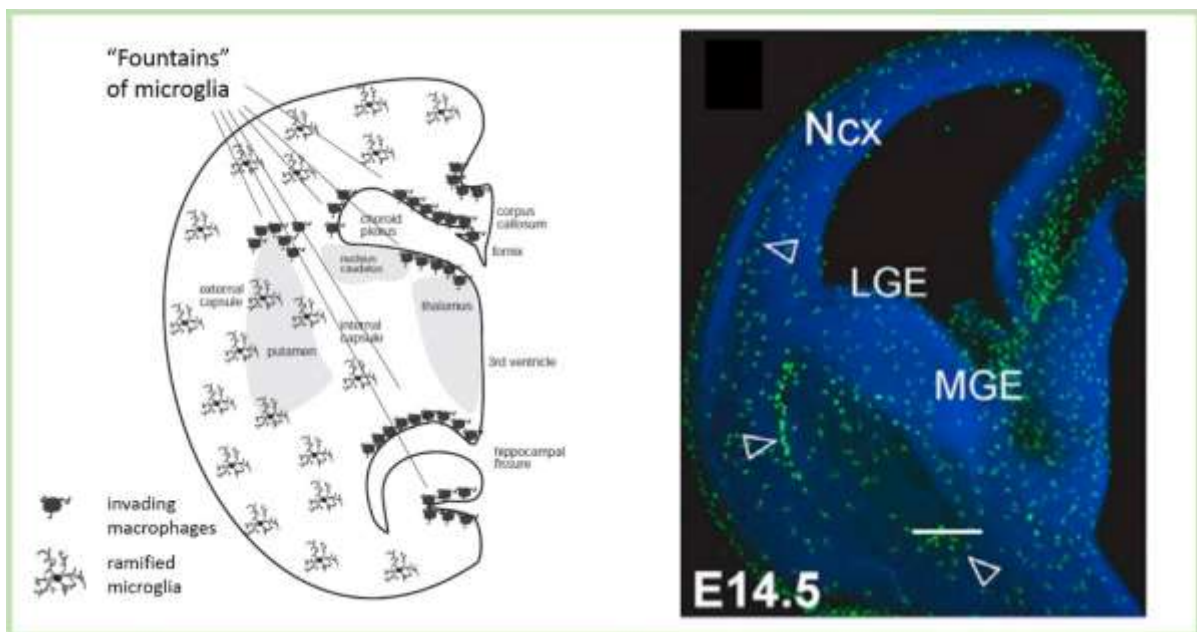 “Fountains”
of microglia
corpus
callosum
choroid
plexus
fornix
nucleus
caudatus
external
capsule
thalamus
internal
capsule
putamen
3rd ventricle
hippocampal
fissure
invading
macrophages
ramified
microglia
Ncx
LGE
MGE
E14.5